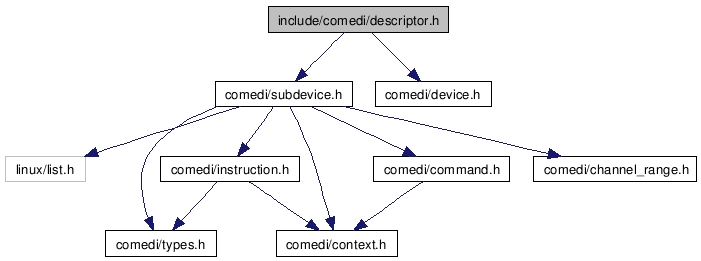 include/comedi/descriptor.h
comedi/subdevice.h
comedi/device.h
linux/list.h
comedi/instruction.h
comedi/command.h
comedi/channel_range.h
comedi/types.h
comedi/context.h